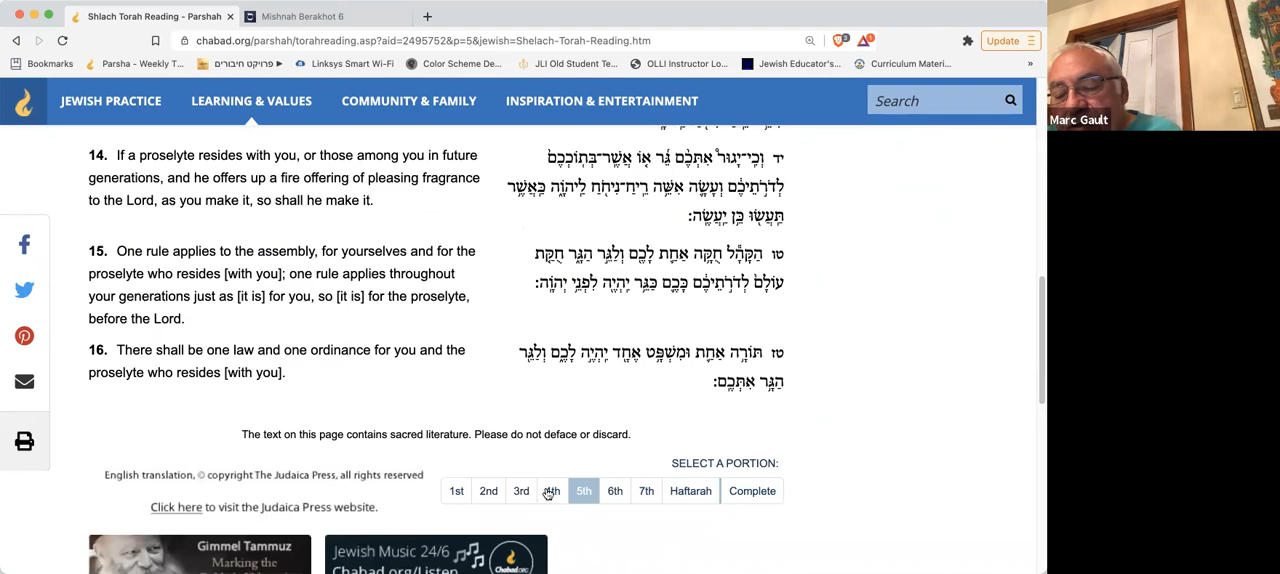 Shlach Torah Reading - Parshah
Mishnah Berakhot 6
chabad.org/parshah/torahreading.asp?aid=2495752&p=5&jewish=Shelach-Torah-Reading.htm
3
1
Update
Bookmarks
Parsha - Weekly T...
פרויקט חיבורים
Linksys Smart Wi-Fi
Color Scheme De...
JLI Old Student Te...
OLLI Instructor Lo...
Jewish Educator's...
Curriculum Materi...
JEWISH PRACTICE
LEARNING & VALUES
COMMUNITY & FAMILY
INSPIRATION & ENTERTAINMENT
Search
Marc Gault
14. If a proselyte resides with you, or those among you in future
generations, and he offers up a fire offering of pleasing fragrance
to the Lord, as you make it, so shall he make it.
יד וְכִי־יָגוּר֩ אִתְּכֶ֨ם גֵּ֜ר א֤וֹ אֲשֶֽׁר־בְּתֽוֹכְכֶם֙
לְדֹרֹ֣תֵיכֶ֔ם וְעָשָׂ֛ה אִשֵּׁ֥ה רֵֽיחַ־נִיחֹ֖חַ לַֽיהֹוָ֑ה כַּֽאֲשֶׁ֥ר
תַּֽעֲשׂ֖וּ כֵּ֥ן יַֽעֲשֶֽׂה:
15. One rule applies to the assembly, for yourselves and for the
proselyte who resides [with you]; one rule applies throughout
your generations just as [it is] for you, so [it is] for the proselyte,
before the Lord.
טו הַקָּהָ֕ל חֻקָּ֥ה אַחַ֛ת לָכֶ֖ם וְלַגֵּ֣ר הַגָּ֑ר חֻקַּ֤ת
עוֹלָם֙ לְדֹרֹ֣תֵיכֶ֔ם כָּכֶ֛ם כַּגֵּ֥ר יִֽהְיֶ֖ה לִפְנֵ֥י יְהֹוָֽה:
16. There shall be one law and one ordinance for you and the
proselyte who resides [with you].
טז תּוֹרָ֥ה אַחַ֛ת וּמִשְׁפָּ֥ט אֶחָ֖ד יִֽהְיֶ֣ה לָכֶ֑ם וְלַגֵּ֖ר
הַגָּ֥ר אִתְּכֶֽם:
The text on this page contains sacred literature. Please do not deface or discard.
SELECT A PORTION:
English translation, © copyright The Judaica Press, all rights reserved
1st 2nd 3rd 4th 5th 6th 7th Haftarah Complete
Click here to visit the Judaica Press website.
Gimmel Tammuz
Marking the
Jewish Music 24/6
Chabad.org/Listen